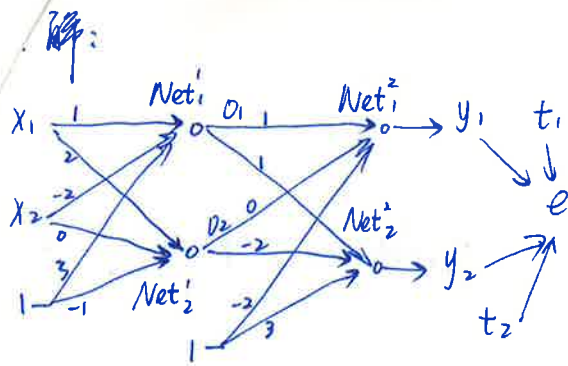 解:
X₁ 1 Net₁¹ O₁ 1 Net₁² y₁ t₁
2 1
-2
X₂ 0 O₂ 0 e
3 -2 Net₂²
1 -1 Net₂¹ -2 y₂
1 3 t₂